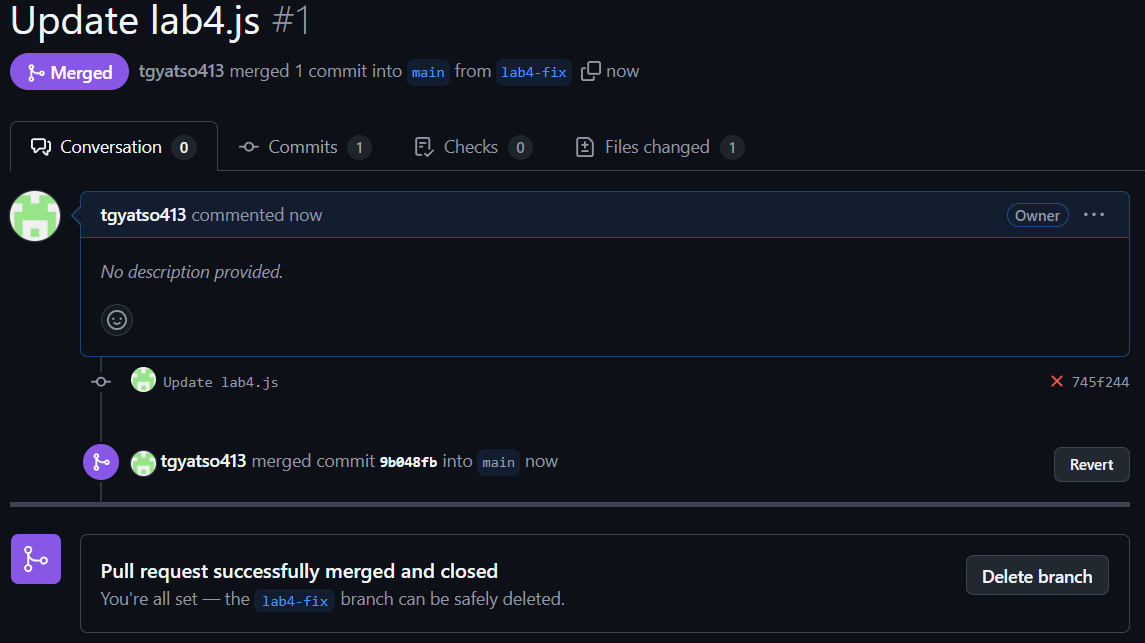 Update lab4.js #1
Merged tgyatso413 merged 1 commit into main from lab4-fix now
Conversation 0 Commits 1 Checks 0 Files changed 1
tgyatso413 commented now Owner
No description provided.
Update lab4.js 745f244
tgyatso413 merged commit 9b048fb into main now Revert
Pull request successfully merged and closed
You're all set — the lab4-fix branch can be safely deleted. Delete branch